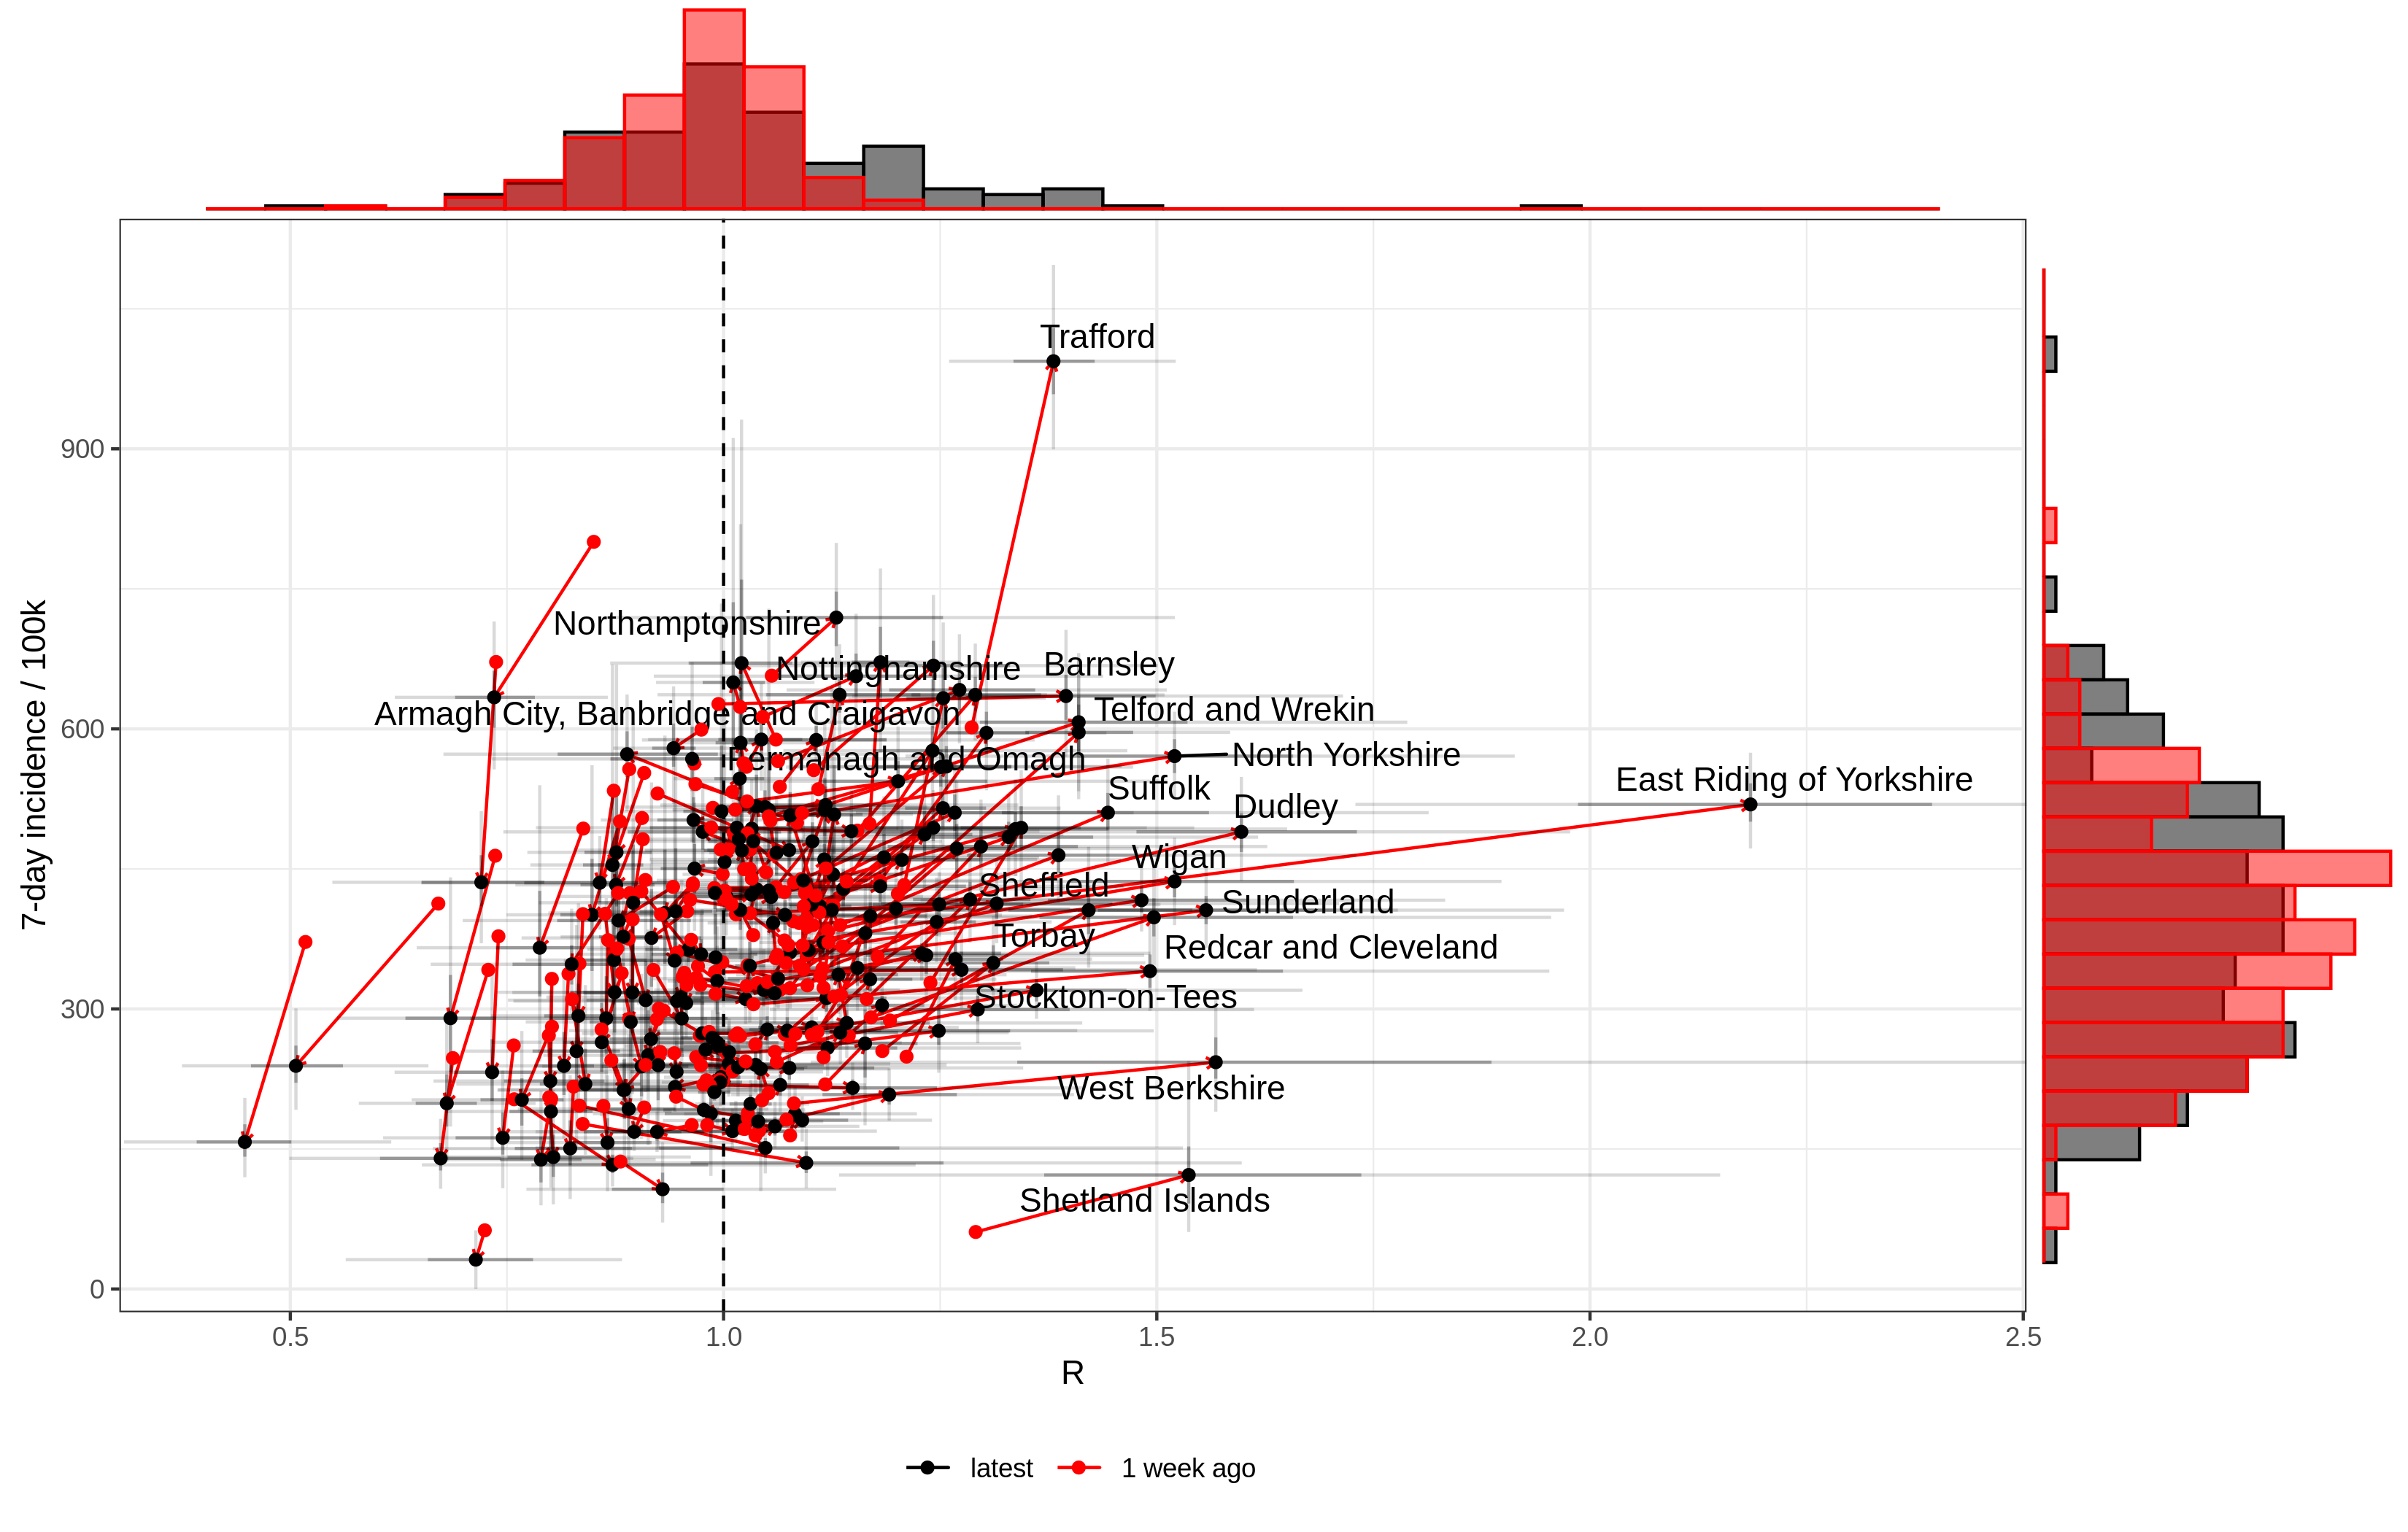 Trafford
900
Northamptonshire
Nottinghamshire
Barnsley
Armagh City, Banbridge and Craigavon
Telford and Wrekin
600
Fermanagh and Omagh
North Yorkshire
East Riding of Yorkshire
Suffolk
Dudley
7-day incidence / 100k
Wigan
Sheffield
Sunderland
Torbay
Redcar and Cleveland
300
Stockton-on-Tees
West Berkshire
Shetland Islands
0
0.5 1.0 1.5 2.0 2.5
R
latest 1 week ago